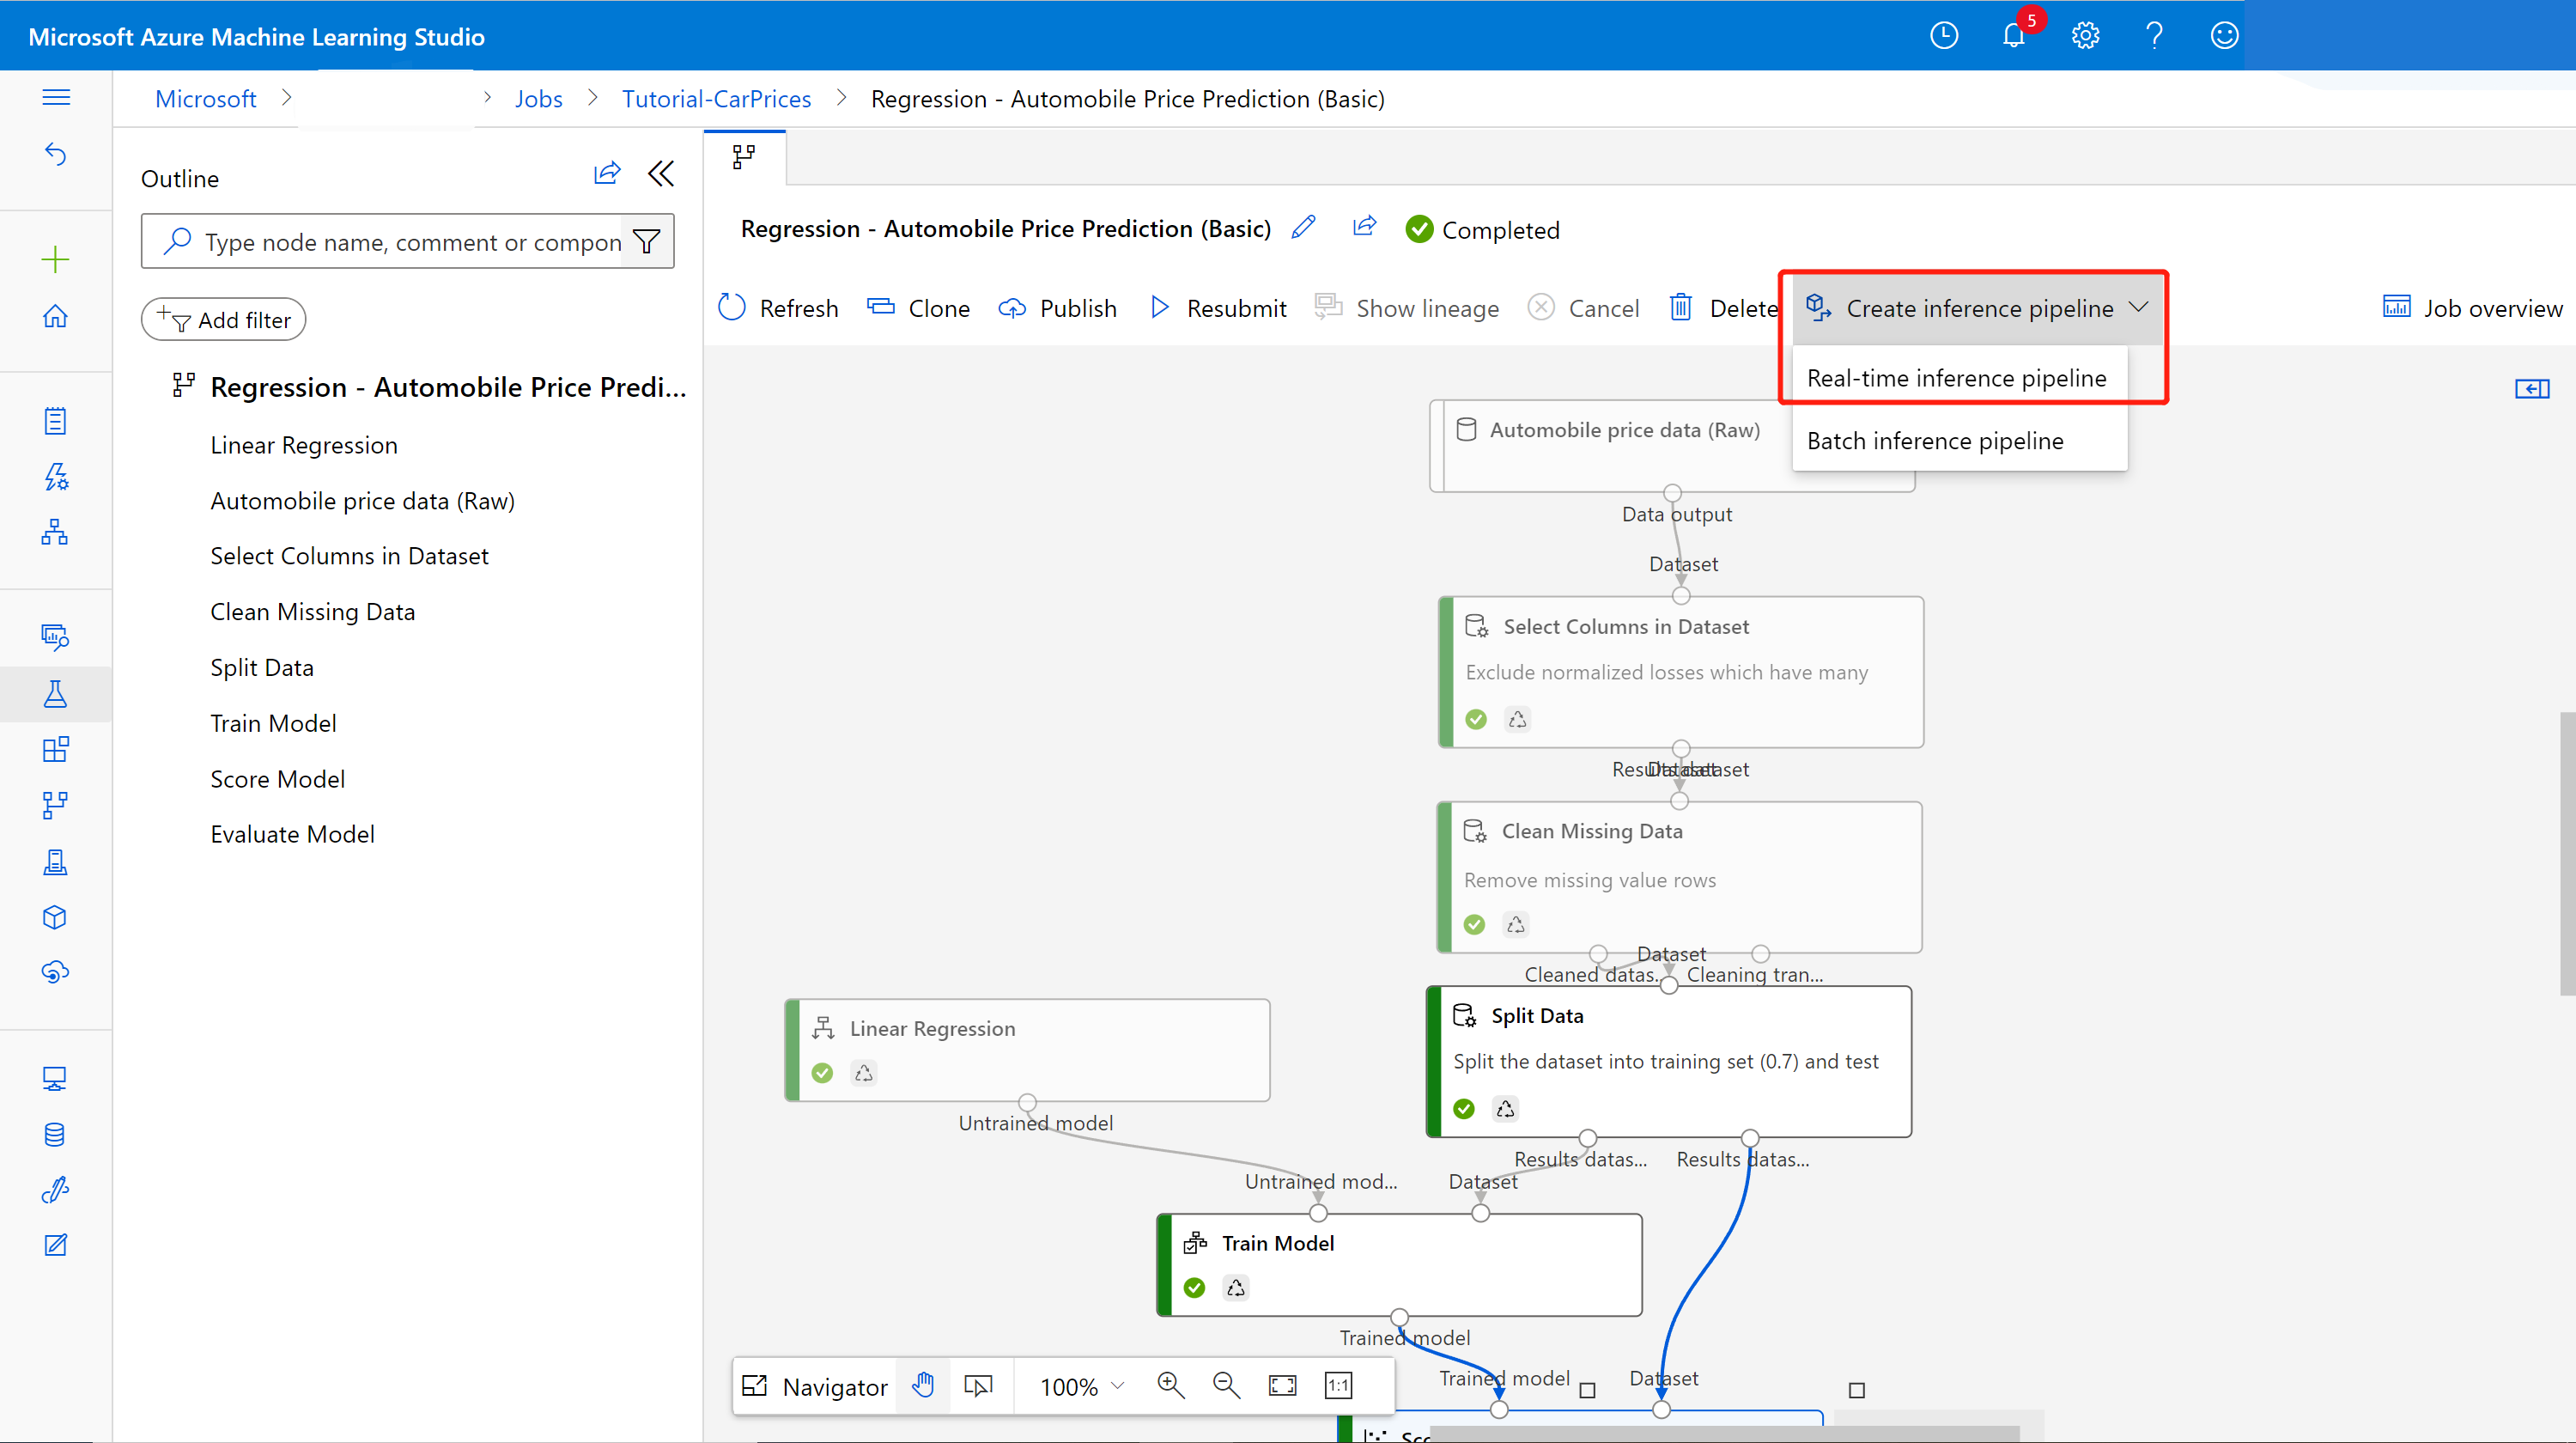 Microsoft Azure Machine Learning Studio
5
Microsoft > > Jobs > Tutorial-CarPrices > Regression - Automobile Price Prediction (Basic)
Outline
Type node name, comment or compon
Add filter
Regression - Automobile Price Predi...
Linear Regression
Automobile price data (Raw)
Select Columns in Dataset
Clean Missing Data
Split Data
Train Model
Score Model
Evaluate Model
Regression - Automobile Price Prediction (Basic)
Completed
Refresh
Clone
Publish
Resubmit
Show lineage
Cancel
Delete
Create inference pipeline
Job overview
Real-time inference pipeline
Batch inference pipeline
Automobile price data (Raw)
Data output
Dataset
Select Columns in Dataset
Exclude normalized losses which have many
Results dataset
Dataset
Clean Missing Data
Remove missing value rows
Dataset
Cleaned datas...
Cleaning tran...
Linear Regression
Untrained model
Split Data
Split the dataset into training set (0.7) and test
Results datas...
Results datas...
Untrained mod...
Dataset
Train Model
Trained model
Trained model
Dataset
Navigator
100%
1:1